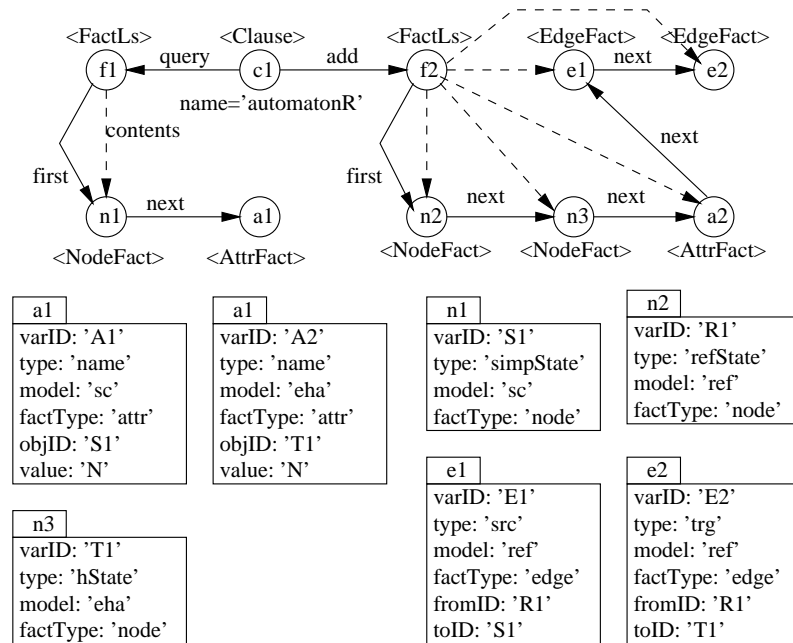 <FactLs> <Clause> <FactLs> <EdgeFact> <EdgeFact>
f1 query c1 add f2 e1 next e2
name=’automatonR’
contents
next
first first
n1 next a1 n2 next n3 next a2
<NodeFact> <AttrFact> <NodeFact> <NodeFact> <AttrFact>
a1
varID: ’A1’
type: ’name’
model: ’sc’
factType: ’attr’
objID: ’S1’
value: ’N’
a1
varID: ’A2’
type: ’name’
model: ’eha’
factType: ’attr’
objID: ’T1’
value: ’N’
n1
varID: ’S1’
type: ’simpState’
model: ’sc’
factType: ’node’
n2
varID: ’R1’
type: ’refState’
model: ’ref’
factType: ’node’
n3
varID: ’T1’
type: ’hState’
model: ’eha’
factType: ’node’
e1
varID: ’E1’
type: ’src’
model: ’ref’
factType: ’edge’
fromID: ’R1’
toID: ’S1’
e2
varID: ’E2’
type: ’trg’
model: ’ref’
factType: ’edge’
fromID: ’R1’
toID: ’T1’